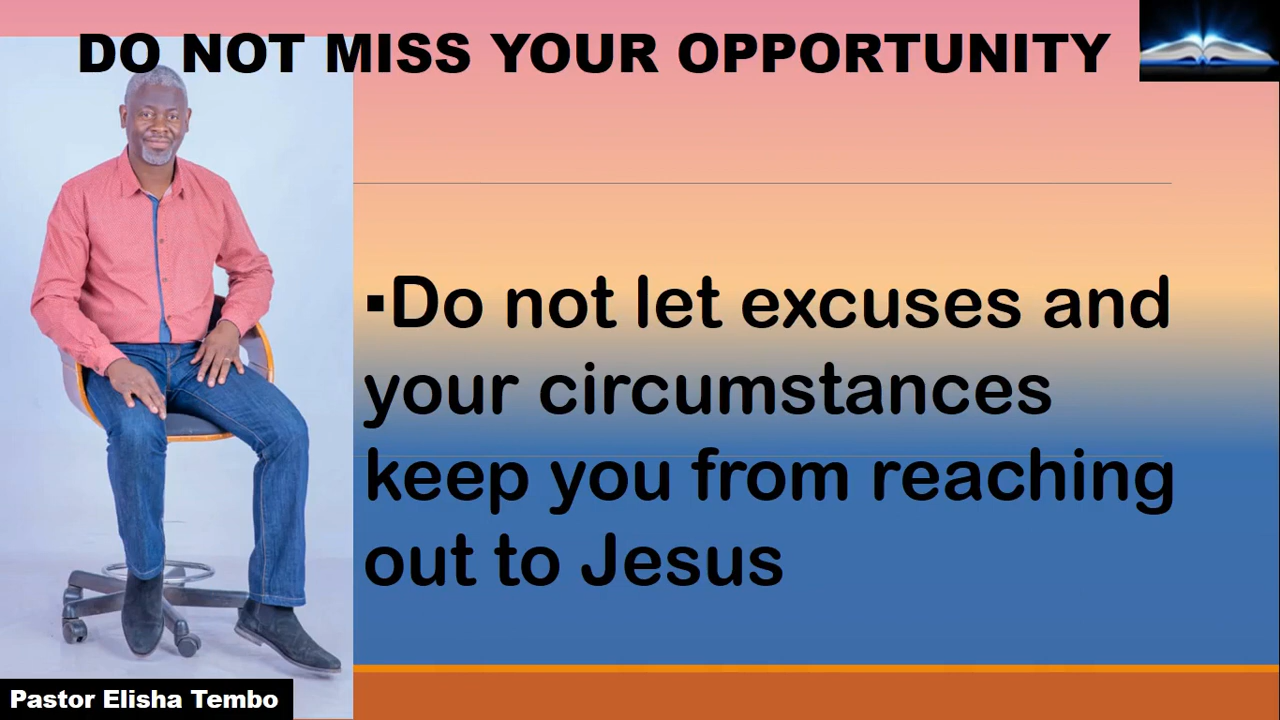 DO NOT MISS YOUR OPPORTUNITY
▪Do not let excuses and
your circumstances
keep you from reaching
out to Jesus
Pastor Elisha Tembo